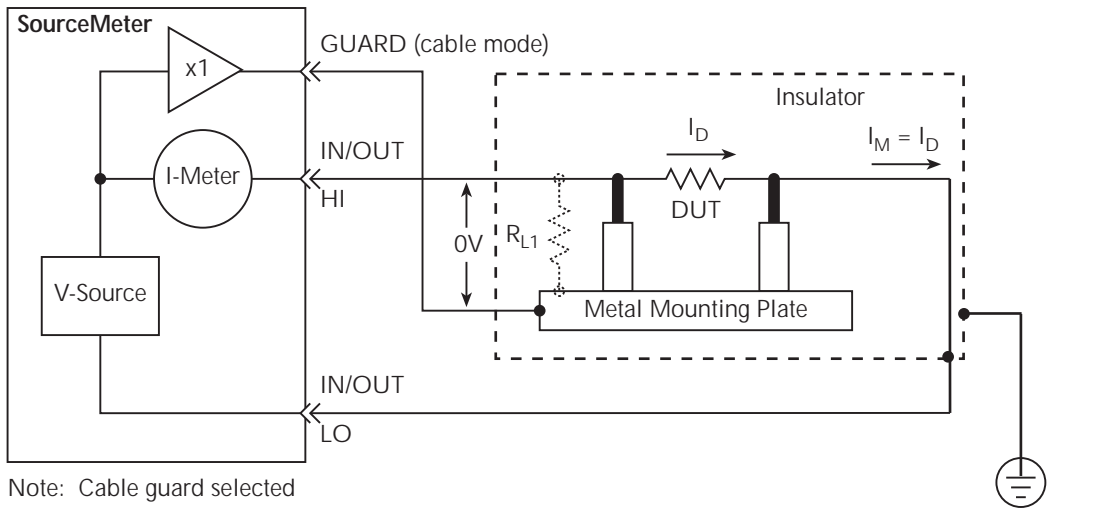 SourceMeter
x1
GUARD (cable mode)
Insulator
I-Meter
IN/OUT
HI
0V
R_L1
I_D
DUT
I_M = I_D
V-Source
Metal Mounting Plate
IN/OUT
LO
Note: Cable guard selected